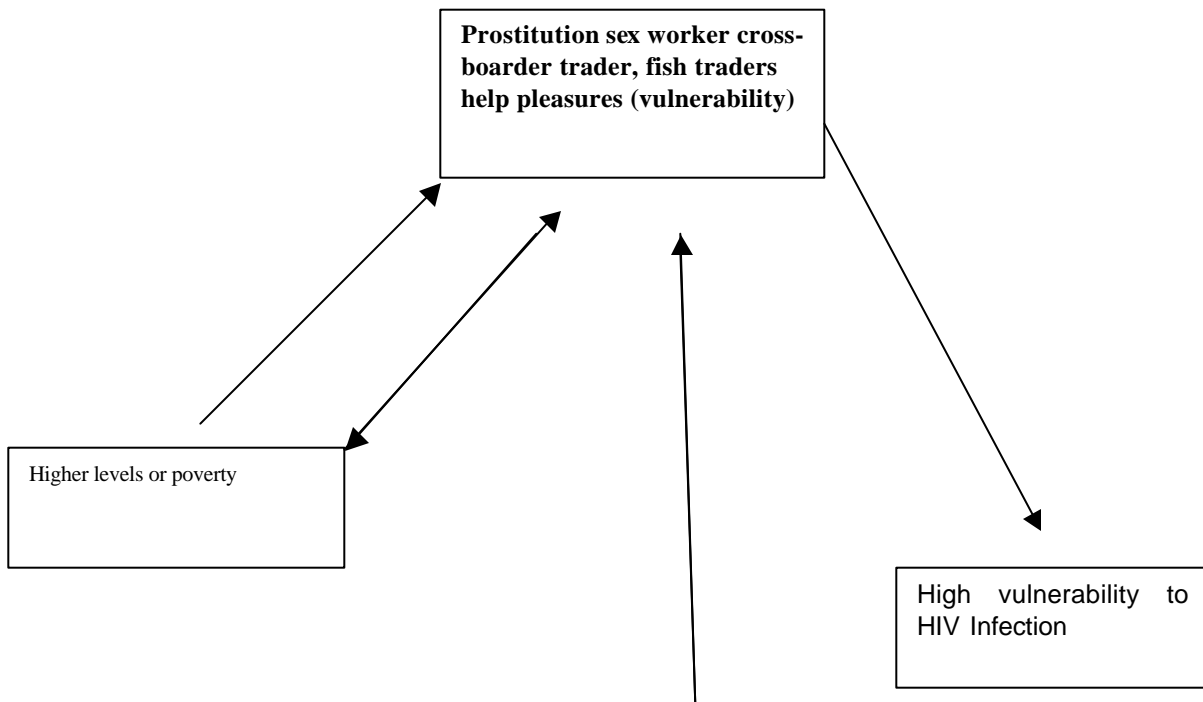 Prostitution sex worker cross-
boarder trader, fish traders
help pleasures (vulnerability)
Higher levels or poverty
High vulnerability to
HIV Infection